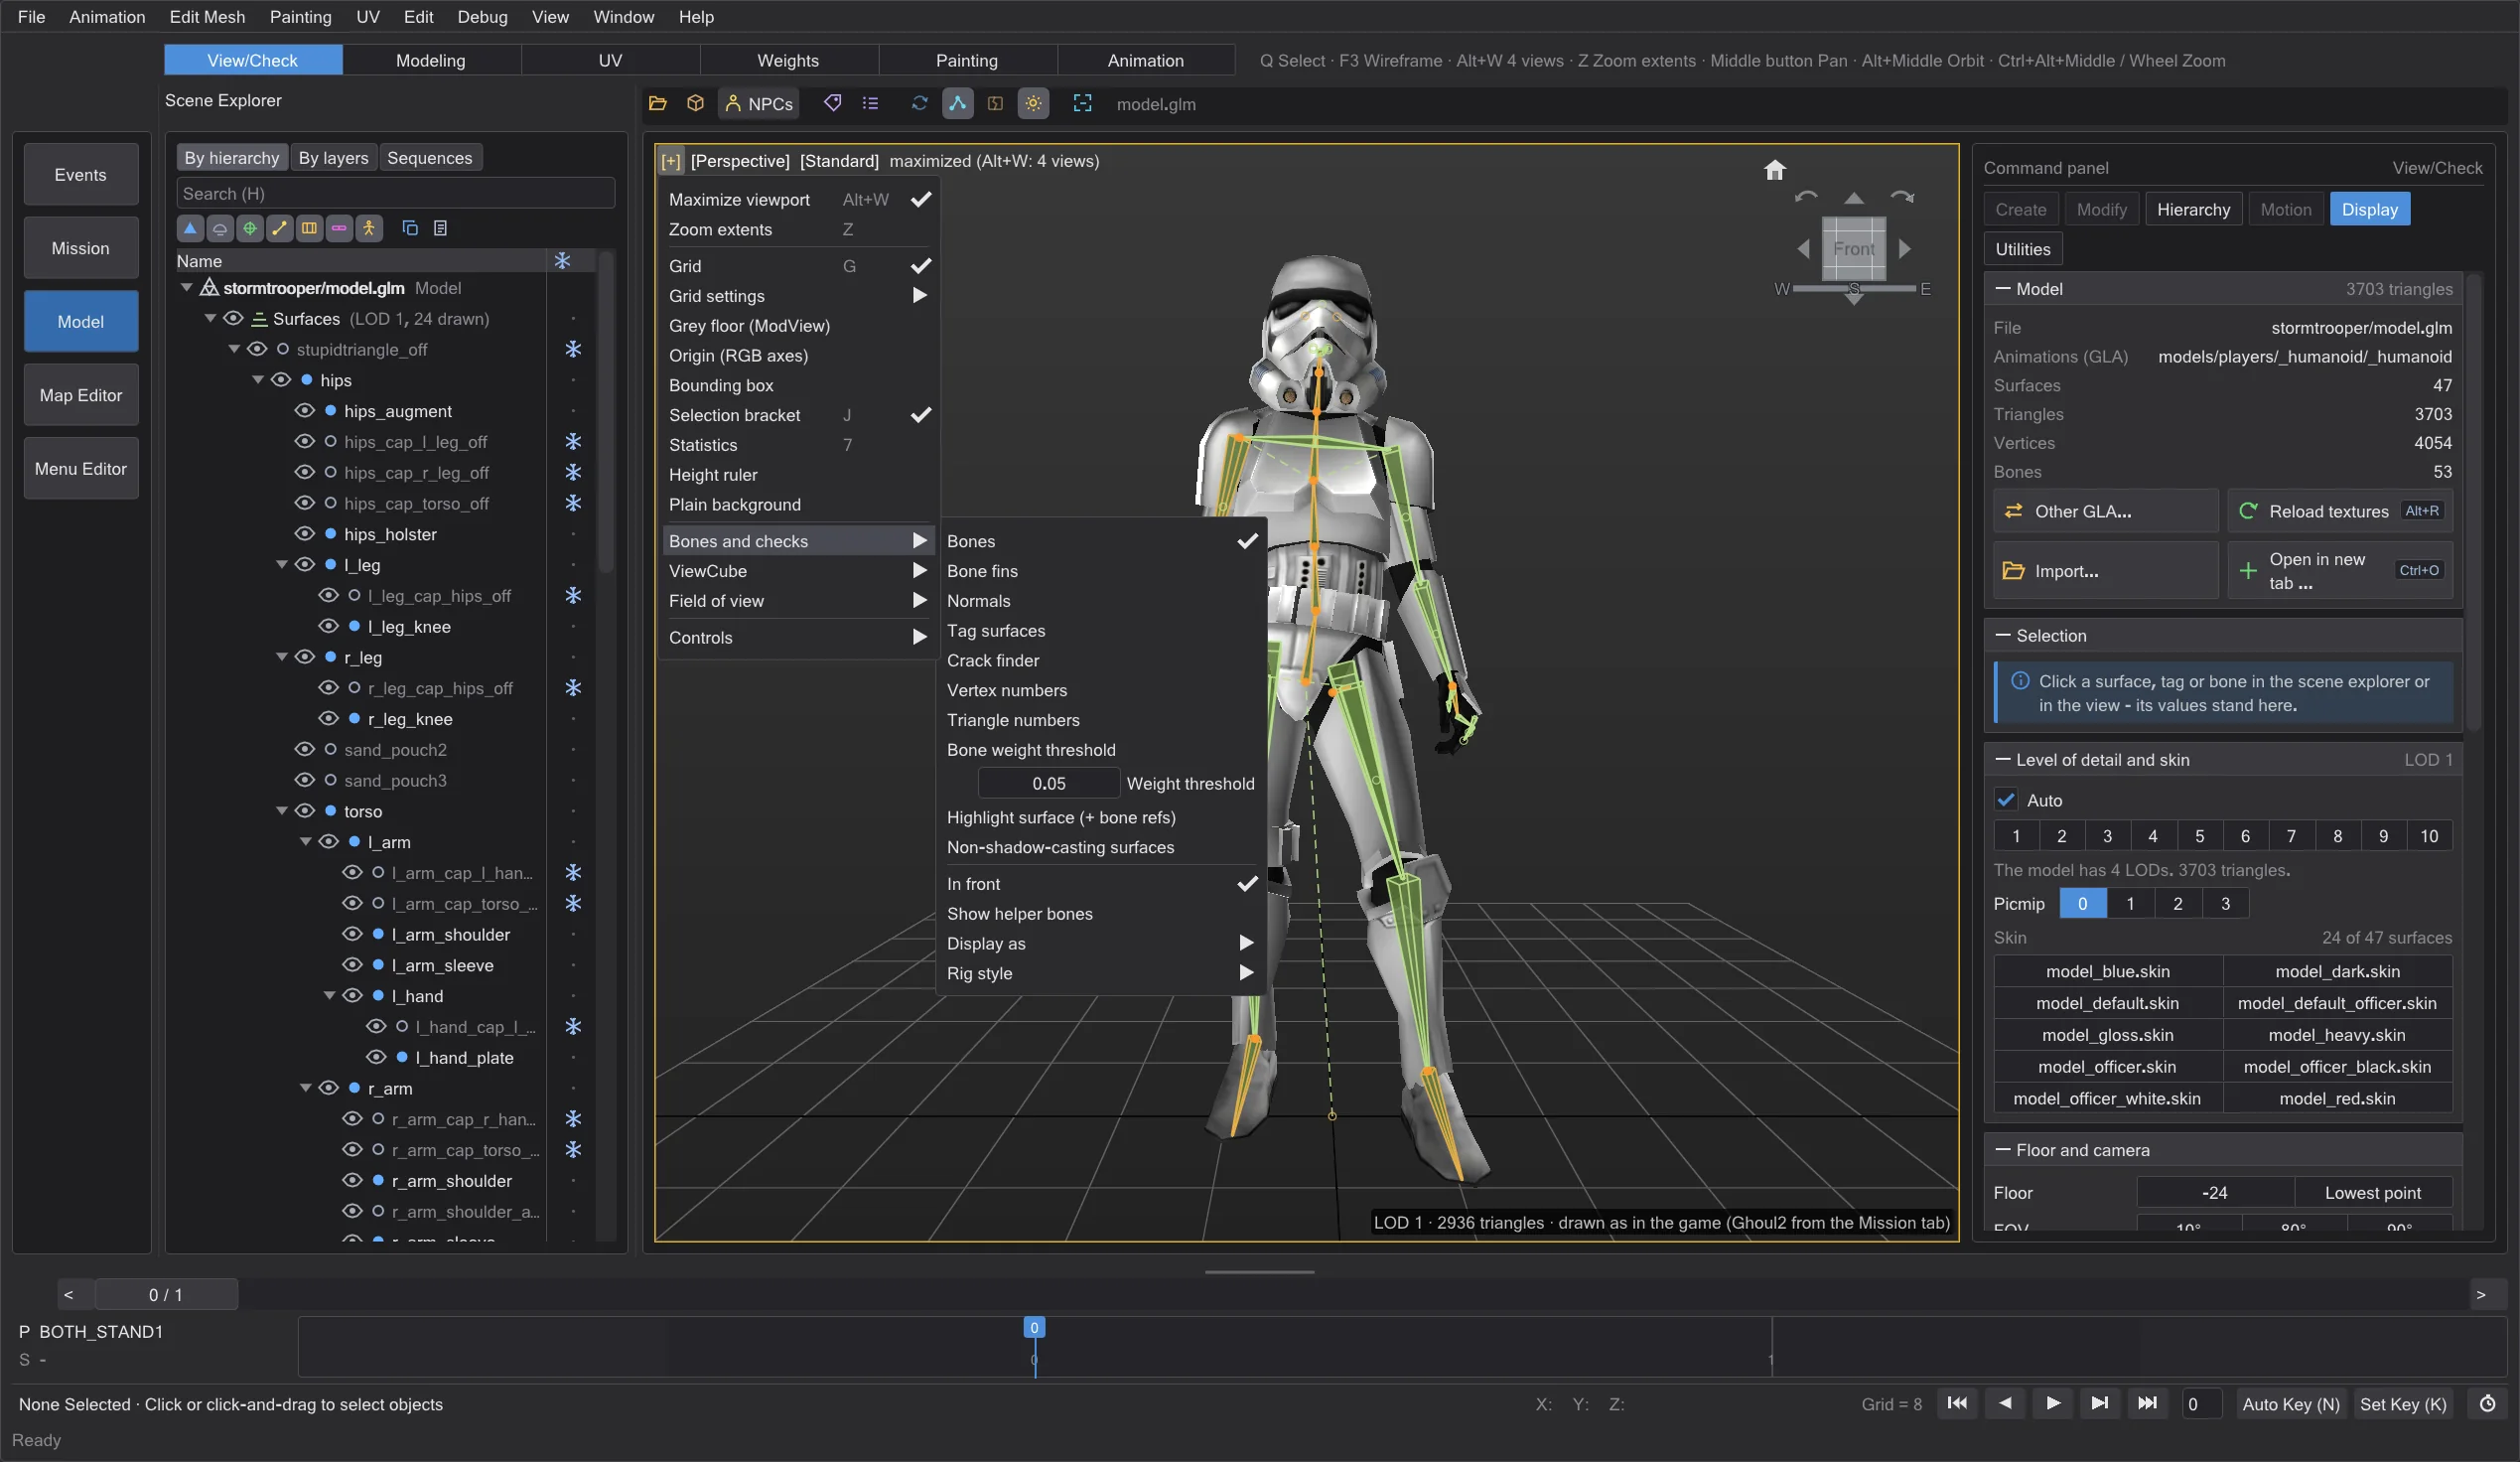 File Animation Edit Mesh Painting UV Edit Debug View Window Help
View/Check Modeling UV Weights Painting Animation Q Select · F3 Wireframe · Alt+W 4 views · Z Zoom extents · Middle button Pan · Alt+Middle Orbit · Ctrl+Alt+Middle / Wheel Zoom
Scene Explorer
NPCs model.glm
Events
Mission
Model
Map Editor
Menu Editor
By hierarchy By layers Sequences
Search (H)
Name
stormtrooper/model.glm Model
Surfaces (LOD 1, 24 drawn)
stupidtriangle_off
hips
hips_augment
hips_cap_l_leg_off
hips_cap_r_leg_off
hips_cap_torso_off
hips_holster
l_leg
l_leg_cap_hips_off
l_leg_knee
r_leg
r_leg_cap_hips_off
r_leg_knee
sand_pouch2
sand_pouch3
torso
l_arm
l_arm_cap_l_han...
l_arm_cap_torso_...
l_arm_shoulder
l_arm_sleeve
l_hand
l_hand_cap_l_...
l_hand_plate
r_arm
r_arm_cap_r_han...
r_arm_cap_torso_...
r_arm_shoulder
r_arm_shoulder_a...
r_arm_sleeve
[+] [Perspective] [Standard] maximized (Alt+W: 4 views)
Maximize viewport Alt+W
Zoom extents Z
Grid G
Grid settings
Grey floor (ModView)
Origin (RGB axes)
Bounding box
Selection bracket J
Statistics 7
Height ruler
Plain background
Bones and checks
ViewCube
Field of view
Controls
Bones
Bone fins
Normals
Tag surfaces
Crack finder
Vertex numbers
Triangle numbers
Bone weight threshold
0.05 Weight threshold
Highlight surface (+ bone refs)
Non-shadow-casting surfaces
In front
Show helper bones
Display as
Rig style
Front
W S E
LOD 1 · 2936 triangles · drawn as in the game (Ghoul2 from the Mission tab)
Command panel View/Check
Create Modify Hierarchy Motion Display
Utilities
Model 3703 triangles
File stormtrooper/model.glm
Animations (GLA) models/players/_humanoid/_humanoid
Surfaces 47
Triangles 3703
Vertices 4054
Bones 53
Other GLA... Reload textures Alt+R
Import... Open in new tab ... Ctrl+O
Selection
Click a surface, tag or bone in the scene explorer or
in the view - its values stand here.
Level of detail and skin LOD 1
Auto
1 2 3 4 5 6 7 8 9 10
The model has 4 LODs. 3703 triangles.
Picmip 0 1 2 3
Skin 24 of 47 surfaces
model_blue.skin model_dark.skin
model_default.skin model_default_officer.skin
model_gloss.skin model_heavy.skin
model_officer.skin model_officer_black.skin
model_officer_white.skin model_red.skin
Floor and camera
Floor -24 Lowest point
FOV 10° 80° 90°
< 0 / 1 >
P BOTH_STAND1
S -
0
0 1
None Selected · Click or click-and-drag to select objects
X: Y: Z: Grid = 8 0 Auto Key (N) Set Key (K)
Ready